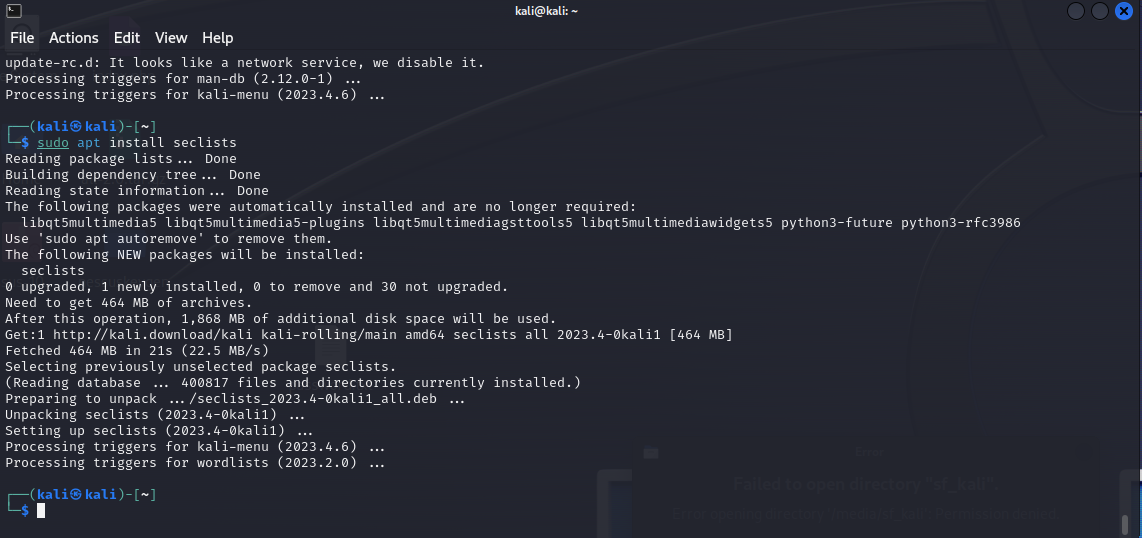 kali@kali: ~
File Actions Edit View Help
update-rc.d: It looks like a network service, we disable it.
Processing triggers for man-db (2.12.0-1) ...
Processing triggers for kali-menu (2023.4.6) ...
┌──(kali㉿kali)-[~]
└─$ sudo apt install seclists
Reading package lists... Done
Building dependency tree... Done
Reading state information... Done
The following packages were automatically installed and are no longer required:
  libqt5multimedia5 libqt5multimedia5-plugins libqt5multimediagsttools5 libqt5multimediawidgets5 python3-future python3-rfc3986
Use 'sudo apt autoremove' to remove them.
The following NEW packages will be installed:
  seclists
0 upgraded, 1 newly installed, 0 to remove and 30 not upgraded.
Need to get 464 MB of archives.
After this operation, 1,868 MB of additional disk space will be used.
Get:1 http://kali.download/kali kali-rolling/main amd64 seclists all 2023.4-0kali1 [464 MB]
Fetched 464 MB in 21s (22.5 MB/s)
Selecting previously unselected package seclists.
(Reading database ... 400817 files and directories currently installed.)
Preparing to unpack .../seclists_2023.4-0kali1_all.deb ...
Unpacking seclists (2023.4-0kali1) ...
Setting up seclists (2023.4-0kali1) ...
Processing triggers for kali-menu (2023.4.6) ...
Processing triggers for wordlists (2023.2.0) ...
Error
Failed to open directory "sf_kali".
Error opening directory '/media/sf_kali': Permission denied
┌──(kali㉿kali)-[~]
└─$